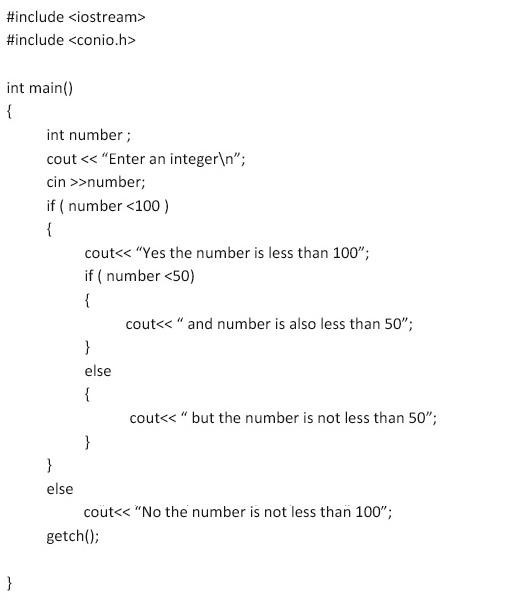 #include <iostream>
#include <conio.h>
int main()
{
int number ;
cout << “Enter an integer\n”;
cin >>number;
if ( number <100 )
{
cout<< “Yes the number is less than 100”;
if ( number <50)
{
cout<< “ and number is also less than 50”;
}
else
{
cout<< “ but the number is not less than 50”;
}
}
else
cout<< “No the number is not less than 100”;
getch();
}